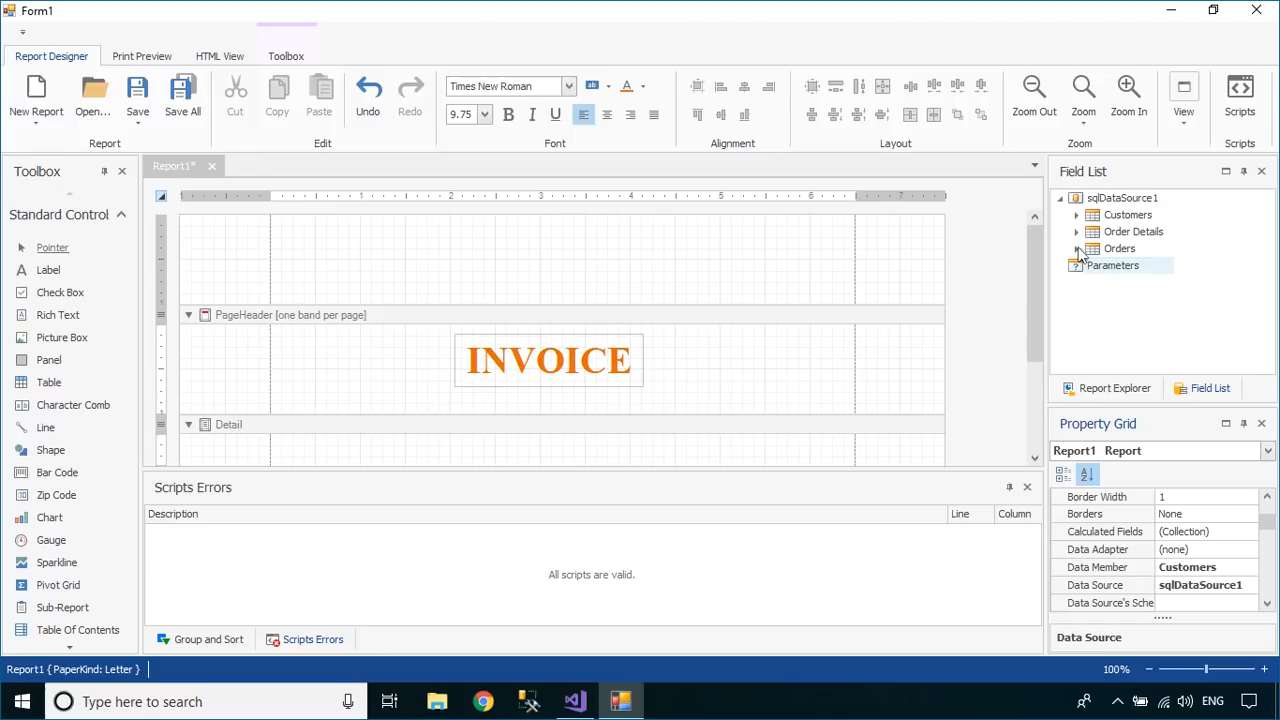 Form1
Report Designer
Print Preview
HTML View
Toolbox
New Report
Open...
Save
Save All
Cut
Copy
Paste
Undo
Redo
Times New Roman
ab
A
9.75
B
I
U
Zoom Out
Zoom
Zoom In
View
Scripts
Report
Edit
Font
Alignment
Layout
Zoom
Scripts
Toolbox
Standard Control
Pointer
Label
Check Box
Rich Text
Picture Box
Panel
Table
Character Comb
Line
Shape
Bar Code
Zip Code
Chart
Gauge
Sparkline
Pivot Grid
Sub-Report
Table Of Contents
Report1*
2
3
4
5
6
7
PageHeader [one band per page]
INVOICE
Detail
Scripts Errors
Description
Line
Column
All scripts are valid.
Group and Sort
Scripts Errors
Field List
sqlDataSource1
Customers
Order Details
Orders
Parameters
Report Explorer
Field List
Property Grid
Report1 Report
Border Width 1
Borders None
Calculated Fields (Collection)
Data Adapter (none)
Data Member Customers
Data Source sqlDataSource1
Data Source's Sche
Data Source
Report1 { PaperKind: Letter }
100%
Type here to search
ENG